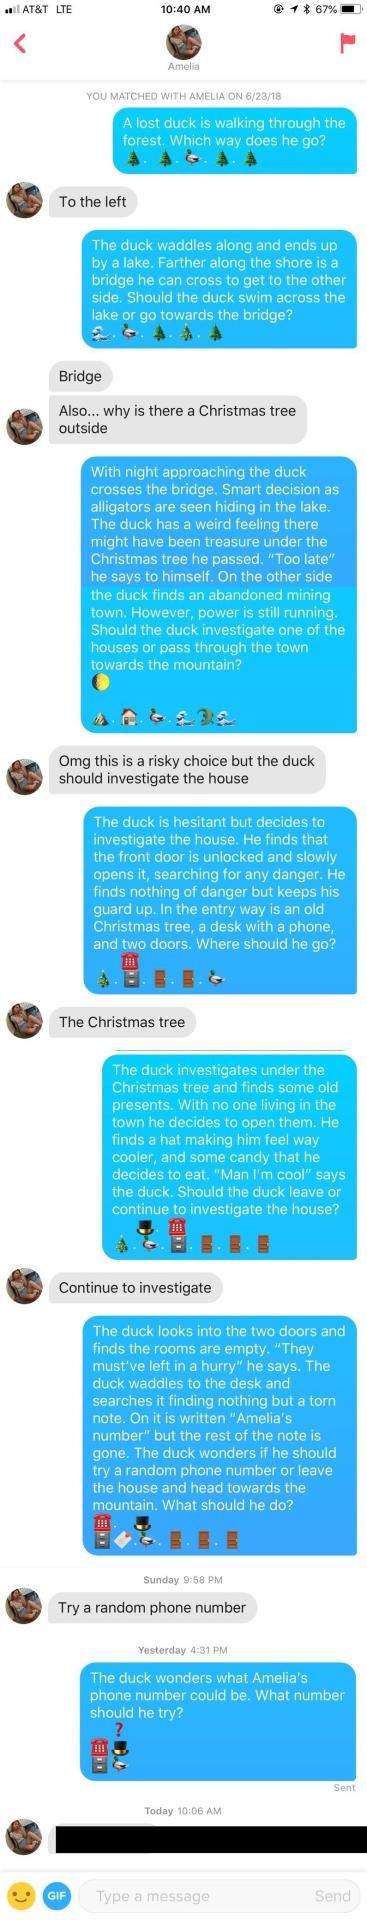 AT&T LTE 10:40 AM 67%
Amelia
YOU MATCHED WITH AMELIA ON 6/23/18
A lost duck is walking through the
forest. Which way does he go?
To the left
The duck waddles along and ends up
by a lake. Farther along the shore is a
bridge he can cross to get to the other
side. Should the duck swim across the
lake or go towards the bridge?
Bridge
Also... why is there a Christmas tree
outside
With night approaching the duck
crosses the bridge. Smart decision as
alligators are seen hiding in the lake.
The duck has a weird feeling there
might have been treasure under the
Christmas tree he passed. "Too late"
he says to himself. On the other side
the duck finds an abandoned mining
town. However, power is still running.
Should the duck investigate one of the
houses or pass through the town
towards the mountain?
Omg this is a risky choice but the duck
should investigate the house
The duck is hesitant but decides to
investigate the house. He finds that
the front door is unlocked and slowly
opens it, searching for any danger. He
finds nothing of danger but keeps his
guard up. In the entry way is an old
Christmas tree, a desk with a phone,
and two doors. Where should he go?
The Christmas tree
The duck investigates under the
Christmas tree and finds some old
presents. With no one living in the
town he decides to open them. He
finds a hat making him feel way
cooler, and some candy that he
decides to eat. "Man I'm cool" says
the duck. Should the duck leave or
continue to investigate the house?
Continue to investigate
The duck looks into the two doors and
finds the rooms are empty. "They
must've left in a hurry" he says. The
duck waddles to the desk and
searches it finding nothing but a torn
note. On it is written "Amelia's
number" but the rest of the note is
gone. The duck wonders if he should
try a random phone number or leave
the house and head towards the
mountain. What should he do?
Sunday 9:58 PM
Try a random phone number
Yesterday 4:31 PM
The duck wonders what Amelia's
phone number could be. What number
should he try?
Sent
Today 10:06 AM
GIF Type a message Send